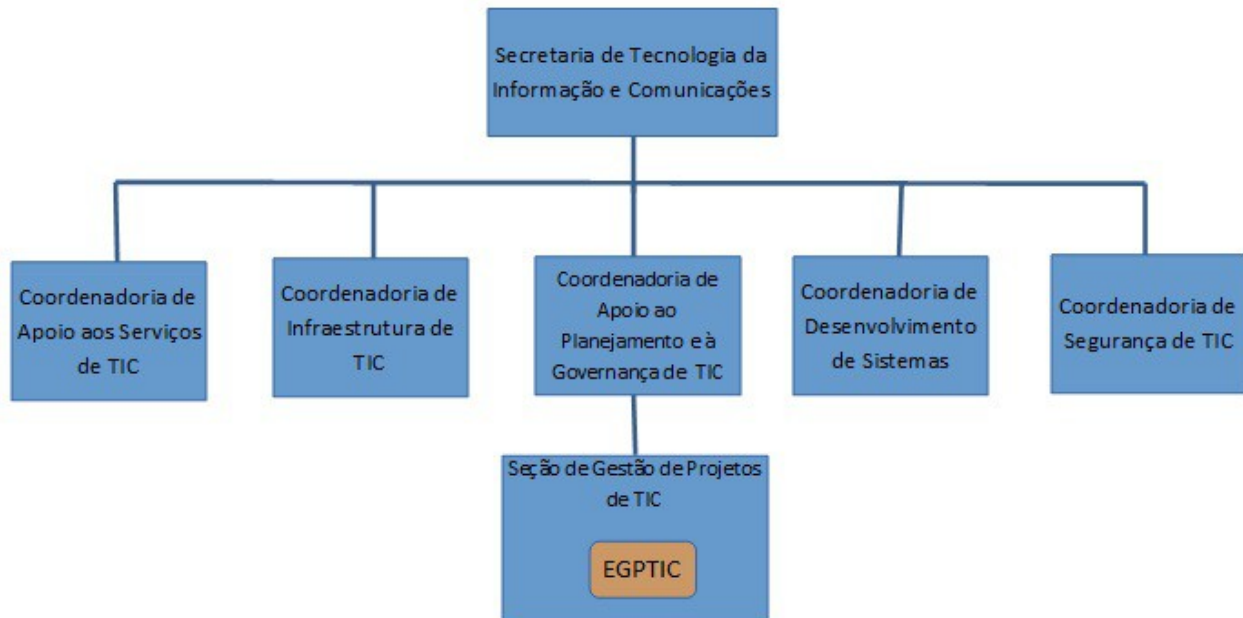 Secretaria de Tecnologia da
Informação e Comunicações
Coordenadoria de
Apoio aos Serviços
de TIC
Coordenadoria de
Infraestrutura de
TIC
Coordenadoria de
Apoio ao
Planejamento e à
Governança de TIC
Coordenadoria de
Desenvolvimento
de Sistemas
Coordenadoria de
Segurança de TIC
Seção de Gestão de Projetos
de TIC
EGPTIC